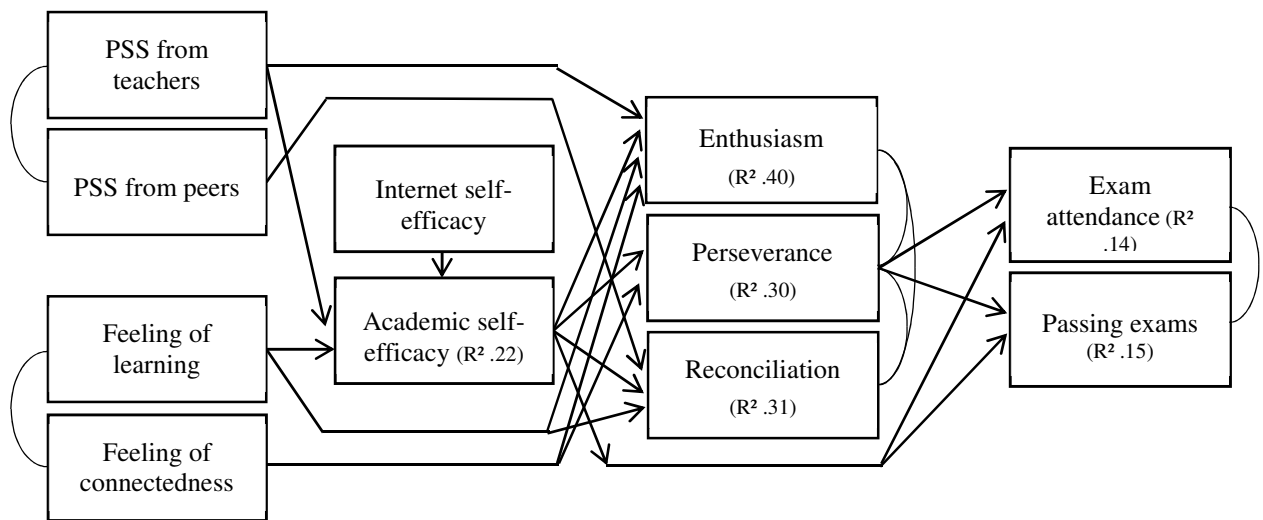 PSS from
teachers
PSS from peers
Internet self-
efficacy
Academic self-
efficacy (R² .22)
Feeling of
learning
Feeling of
connectedness
Enthusiasm
(R² .40)
Perseverance
(R² .30)
Reconciliation
(R² .31)
Exam
attendance (R²
.14)
Passing exams
(R² .15)